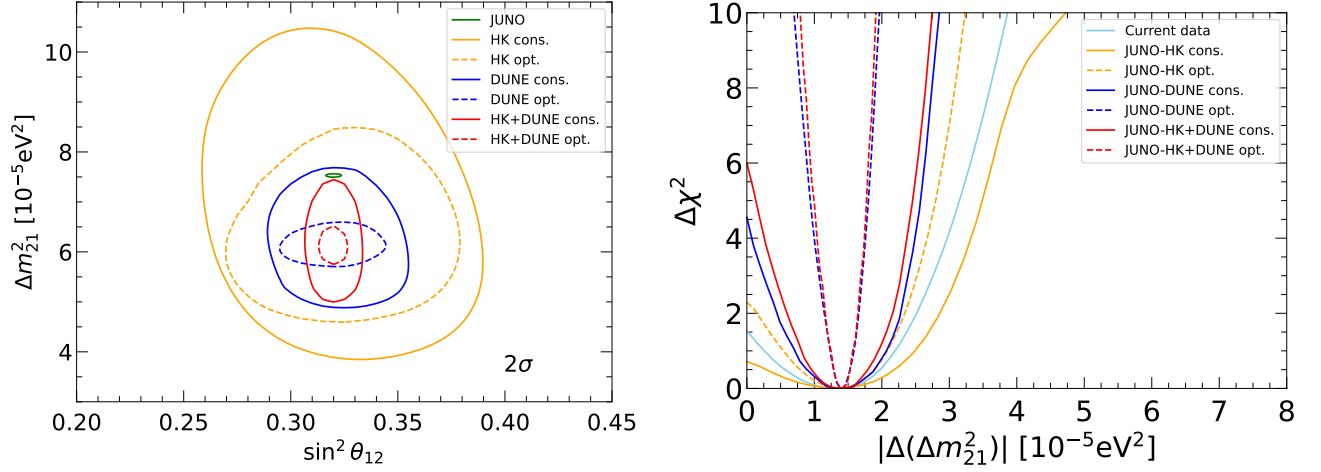 JUNO
HK cons.
HK opt.
DUNE cons.
DUNE opt.
HK+DUNE cons.
HK+DUNE opt.
10
8
6
4
Δm²₂₁ [10⁻⁵eV²]
2σ
0.20 0.25 0.30 0.35 0.40 0.45
sin² θ₁₂
Current data
JUNO-HK cons.
JUNO-HK opt.
JUNO-DUNE cons.
JUNO-DUNE opt.
JUNO-HK+DUNE cons.
JUNO-HK+DUNE opt.
10
8
6
4
2
0
Δχ²
0 1 2 3 4 5 6 7 8
|Δ(Δm²₂₁)| [10⁻⁵eV²]